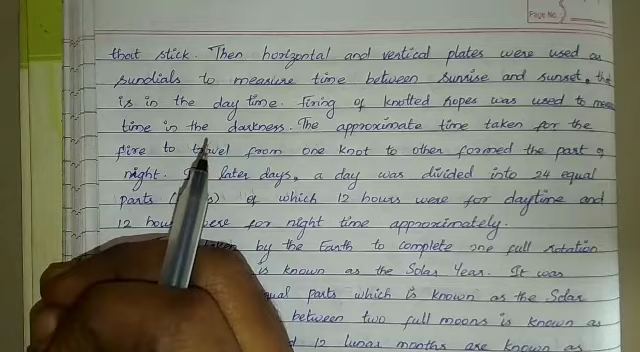 Page No.
that stick. Then horizontal and vertical plates were used as
sundials to measure time between sunrise and sunset, that
is in the day time. Firing of knotted ropes was used to
time in the darkness. The approximate time taken for the
fire to travel from one knot to other formed the part of
night. later days, a day was divided into 24 equal
parts of which 12 hours were for daytime and
12 were for night time approximately.
by the Earth to complete one full rotation
is known as the Solar Year. It was
parts which is known as the Solar
between two full moons is known as
12 lunar months are known as